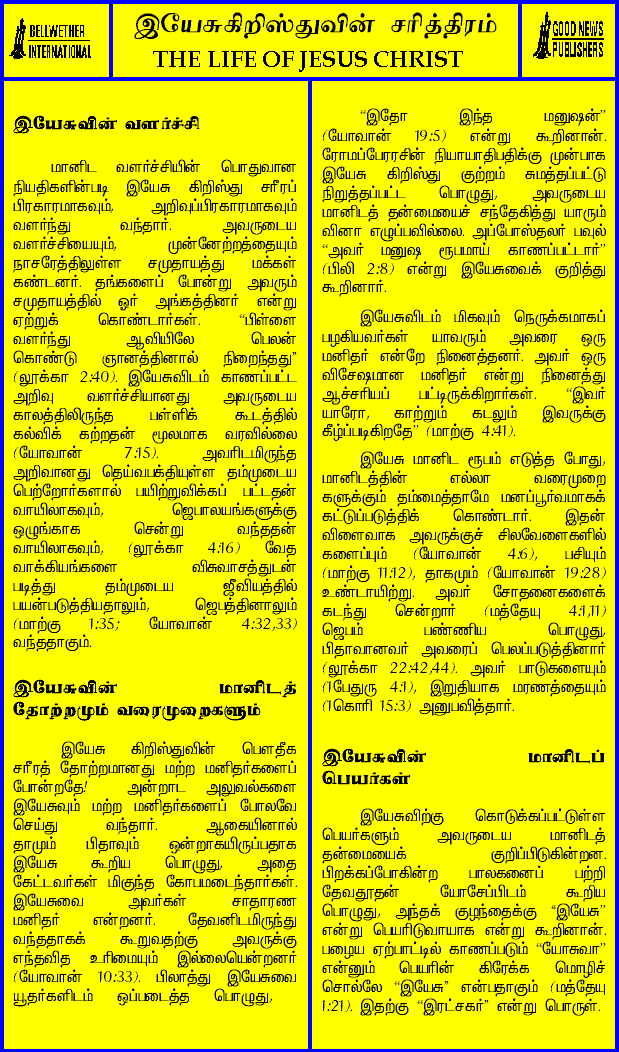 BELLWETHER
INTERNATIONAL
இயேசுகிறிஸ்துவின் சரித்திரம்
THE LIFE OF JESUS CHRIST
GOOD NEWS
PUBLISHERS
இயேசுவின் வளர்ச்சி
மானிட வளர்ச்சியின் பொதுவான
நியதிகளின்படி இயேசு கிறிஸ்து சரீரப்
பிரகாரமாகவும், அறிவுப்பிரகாரமாகவும்
வளர்ந்து வந்தார். அவருடைய
வளர்ச்சியையும், முன்னேற்றத்தையும்
நாசரேத்திலுள்ள சமுதாயத்து மக்கள்
கண்டனர். தங்களைப் போன்று அவரும்
சமுதாயத்தில் ஓர் அங்கத்தினர் என்று
ஏற்றுக் கொண்டார்கள். “பிள்ளை
வளர்ந்து ஆவியிலே பெலன்
கொண்டு ஞானத்தினால் நிறைந்தது”
(லூக்கா 2:40). இயேசுவிடம் காணப்பட்ட
அறிவு வளர்ச்சியானது அவருடைய
காலத்திலிருந்த பள்ளிக் கூடத்தில்
கல்விக் கற்றதன் மூலமாக வரவில்லை
(யோவான் 7:15). அவரிடமிருந்த
அறிவானது தெய்வபக்தியுள்ள தம்முடைய
பெற்றோர்களால் பயிற்றுவிக்கப் பட்டதன்
வாயிலாகவும், ஜெபாலயங்களுக்கு
ஒழுங்காக சென்று வந்ததன்
வாயிலாகவும், (லூக்கா 4:16) வேத
வாக்கியங்களை விசுவாசத்துடன்
படித்து தம்முடைய ஜீவியத்தில்
பயன்படுத்தியதாலும், ஜெபத்தினாலும்
(மாற்கு 1:35; யோவான் 4:32,33)
வந்ததாகும்.
இயேசுவின் மானிடத்
தோற்றமும் வரைமுறைகளும்
இயேசு கிறிஸ்துவின் பௌதீக
சரீரத் தோற்றமானது மற்ற மனிதர்களைப்
போன்றதே! அன்றாட அலுவல்களை
இயேசுவும் மற்ற மனிதர்களைப் போலவே
செய்து வந்தார். ஆகையினால்
தாமும் பிதாவும் ஒன்றாகயிருப்பதாக
இயேசு கூறிய பொழுது, அதை
கேட்டவர்கள் மிகுந்த கோபமடைந்தார்கள்.
இயேசுவை அவர்கள் சாதாரண
மனிதர் என்றனர். தேவனிடமிருந்து
வந்ததாகக் கூறுவதற்கு அவருக்கு
எந்தவித உரிமையும் இல்லையென்றனர்
(யோவான் 10:33). பிலாத்து இயேசுவை
யூதர்களிடம் ஒப்படைத்த பொழுது,
“இதோ இந்த மனுஷன்”
(யோவான் 19:5) என்று கூறினான்.
ரோமப்பேரரசின் நியாயாதிபதிக்கு முன்பாக
இயேசு கிறிஸ்து குற்றம் சுமத்தப்பட்டு
நிறுத்தப்பட்ட பொழுது, அவருடைய
மானிடத் தன்மையைச் சந்தேகித்து யாரும்
வினா எழுப்பவில்லை. அப்போஸ்தலர் பவுல்
“அவர் மனுஷ ரூபமாய் காணப்பட்டார்”
(பிலி 2:8) என்று இயேசுவைக் குறித்து
கூறினார்.
இயேசுவிடம் மிகவும் நெருக்கமாகப்
பழகியவர்கள் யாவரும் அவரை ஒரு
மனிதர் என்றே நினைத்தனர். அவர் ஒரு
விசேஷமான மனிதர் என்று நினைத்து
ஆச்சரியப் பட்டிருக்கிறார்கள். “இவர்
யாரோ, காற்றும் கடலும் இவருக்கு
கீழ்ப்படிகிறதே” (மாற்கு 4:41).
இயேசு மானிட ரூபம் எடுத்த போது,
மானிடத்தின் எல்லா வரைமுறை
களுக்கும் தம்மைத்தாமே மனப்பூர்வமாகக்
கட்டுப்படுத்திக் கொண்டார். இதன்
விளைவாக அவருக்குச் சிலவேளைகளில்
களைப்பும் (யோவான் 4:6), பசியும்
(மாற்கு 11:12), தாகமும் (யோவான் 19:28)
உண்டாயிற்று. அவர் சோதனைகளைக்
கடந்து சென்றார் (மத்தேயு 4:1,11)
ஜெபம் பண்ணிய பொழுது,
பிதாவானவர் அவரைப் பெலப்படுத்தினார்
(லூக்கா 22:42,44). அவர் பாடுகளையும்
(1பேதுரு 4:1), இறுதியாக மரணத்தையும்
(1கொரி 15:3) அனுபவித்தார்.
இயேசுவின் மானிடப்
பெயர்கள்
இயேசுவிற்கு கொடுக்கப்பட்டுள்ள
பெயர்களும் அவருடைய மானிடத்
தன்மையைக் குறிப்பிடுகின்றன.
பிறக்கப்போகின்ற பாலகனைப் பற்றி
தேவதூதன் யோசேப்பிடம் கூறிய
பொழுது, அந்தக் குழந்தைக்கு “இயேசு”
என்று பெயரிடுவாயாக என்று கூறினான்.
பழைய ஏற்பாட்டில் காணப்படும் “யோசுவா”
என்னும் பெயரின் கிரேக்க மொழிச்
சொல்லே “இயேசு” என்பதாகும் (மத்தேயு
1:21). இதற்கு “இரட்சகர்” என்று பொருள்.